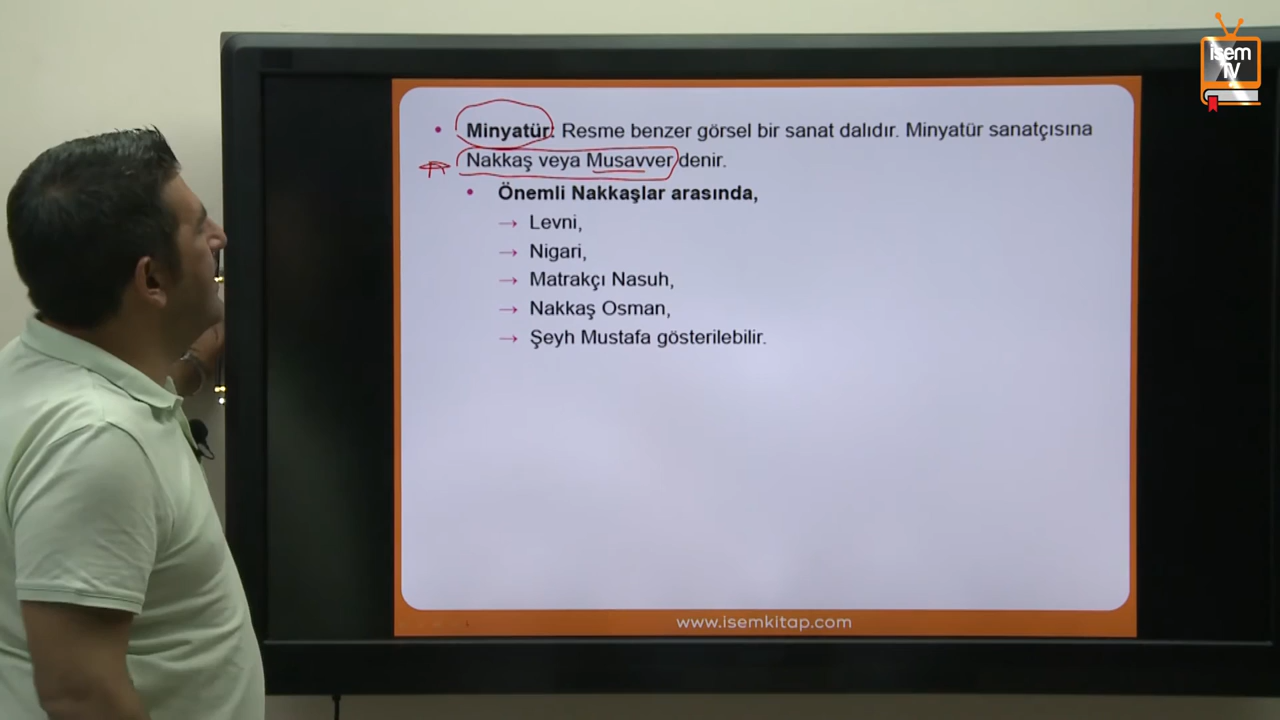 isem
TV
• Minyatür: Resme benzer görsel bir sanat dalıdır. Minyatür sanatçısına
Nakkaş veya Musavver denir.
• Önemli Nakkaşlar arasında,
→ Levni,
→ Nigari,
→ Matrakçı Nasuh,
→ Nakkaş Osman,
→ Şeyh Mustafa gösterilebilir.
www.isemkitap.com